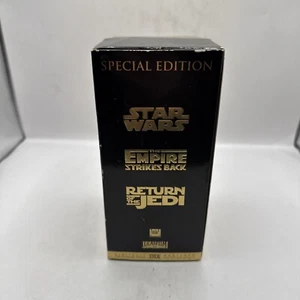 SPECIAL EDITION
STAR
WARS
THE
EMPIRE
STRIKES BACK
RETURN
OF THE
JEDI